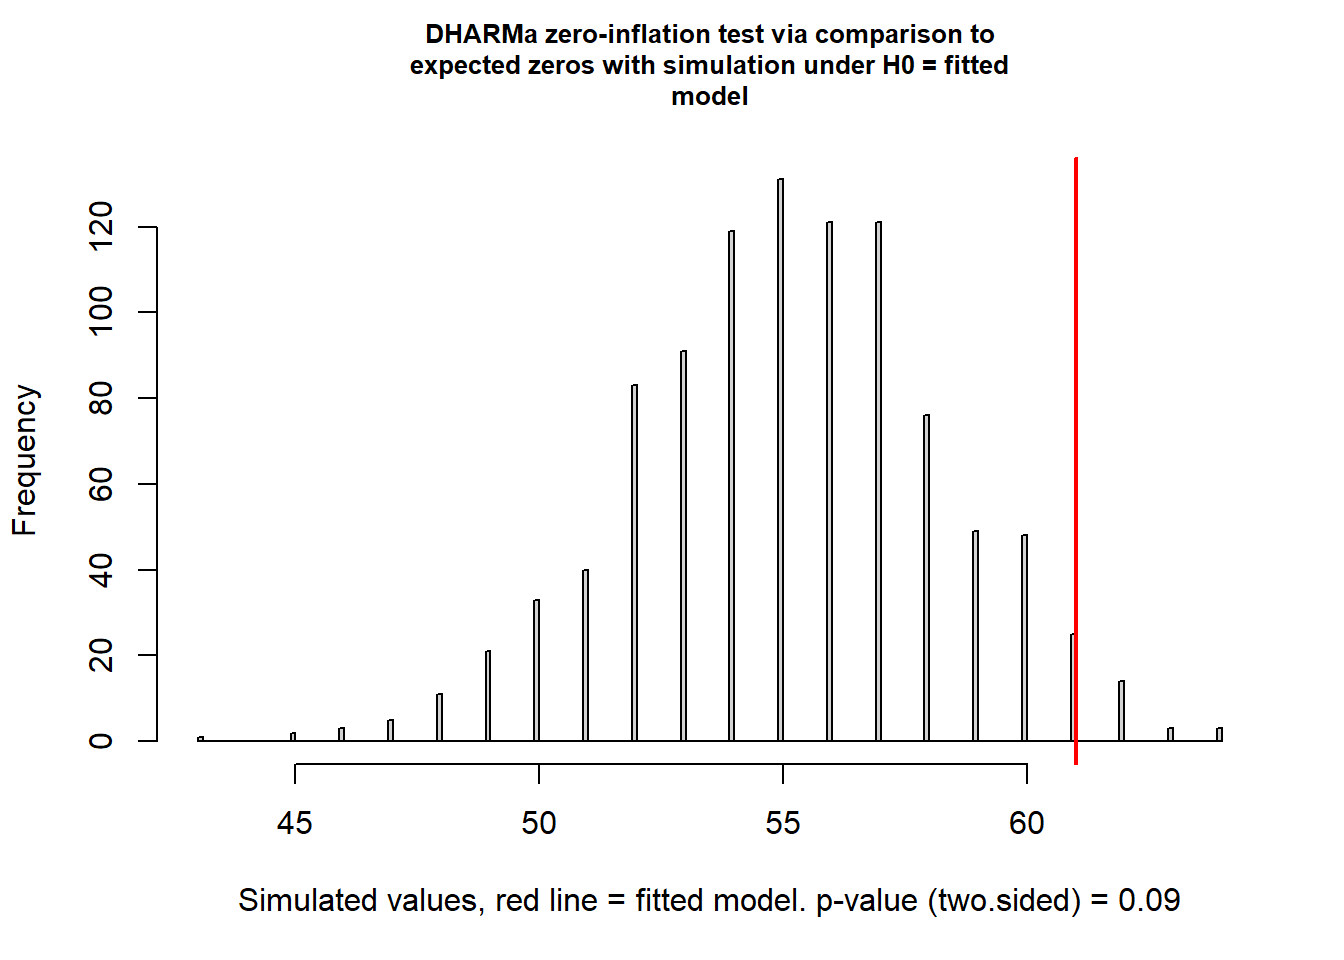 DHARMa zero-inflation test via comparison to
expected zeros with simulation under H0 = fitted
model
Frequency
120
100
80
60
40
20
0
45 50 55 60
Simulated values, red line = fitted model. p-value (two.sided) = 0.09